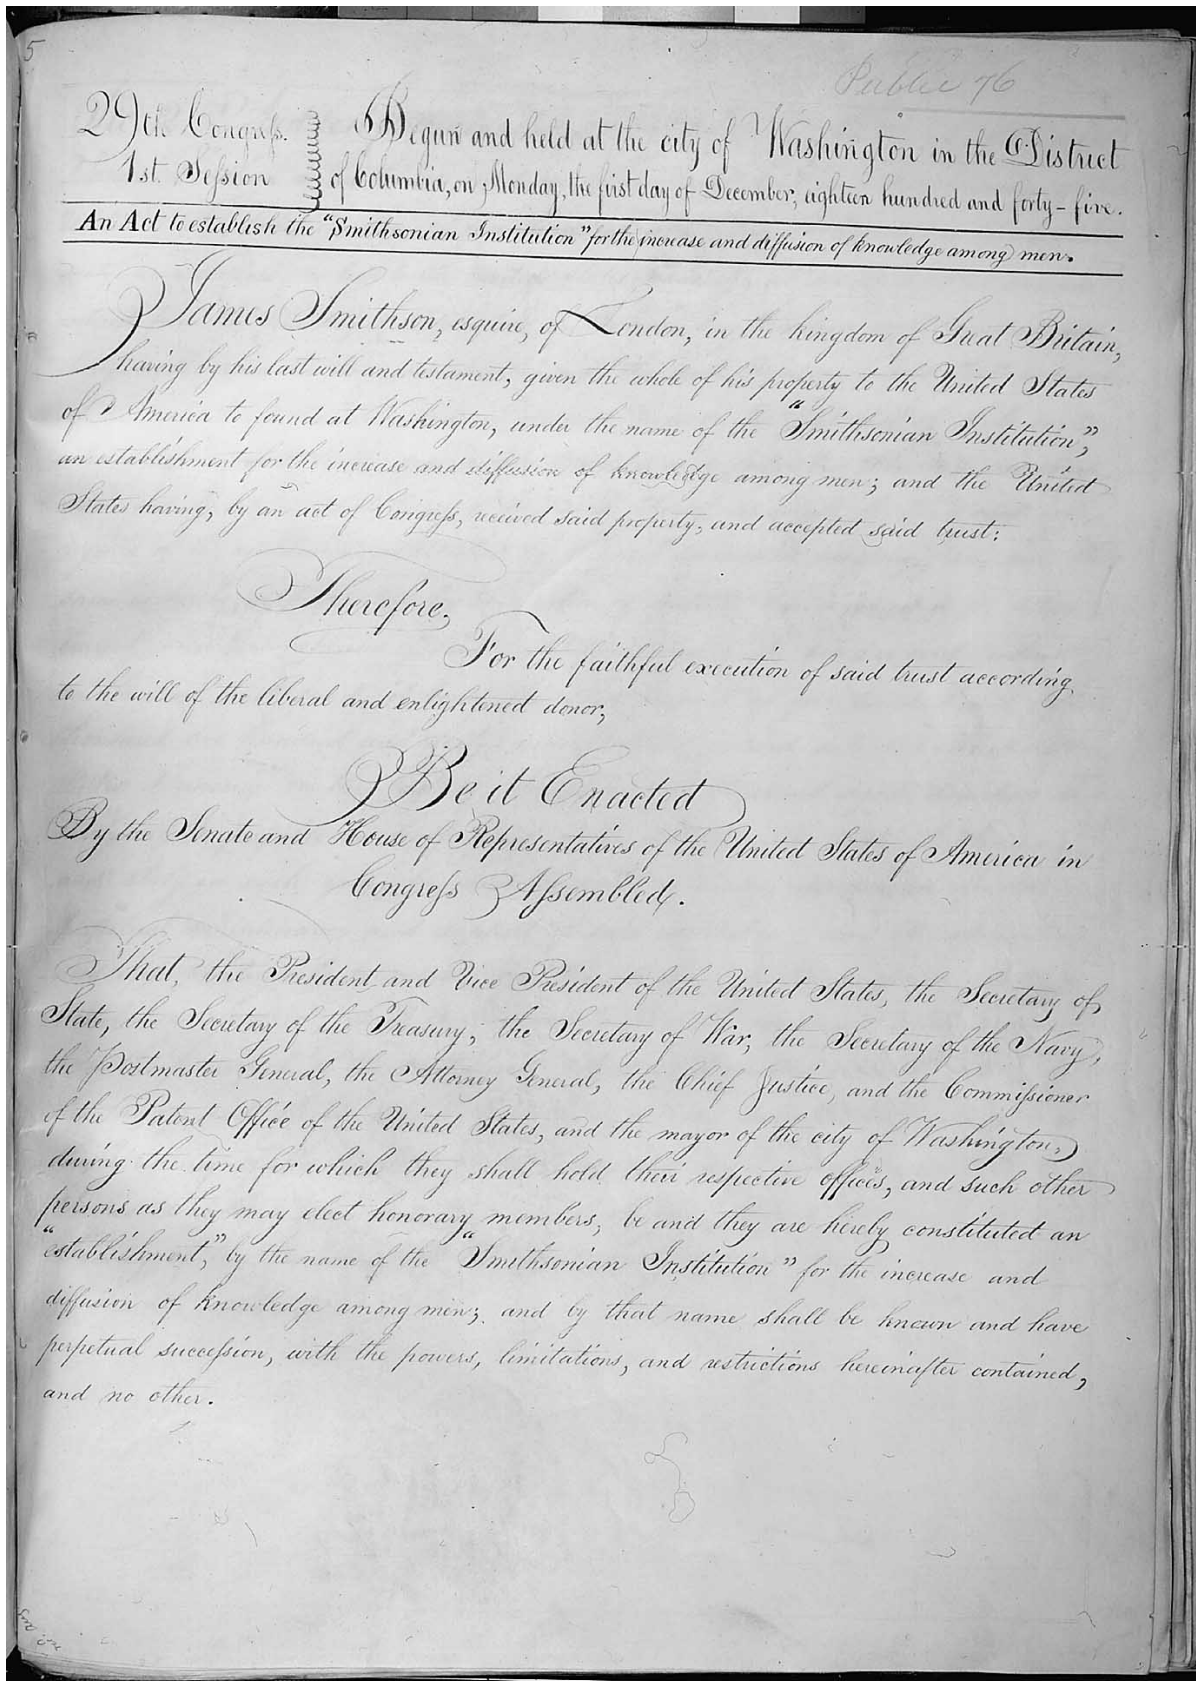 5
Public 76
29th Congress.
1st. Session
Begun and held at the city of Washington in the District
of Columbia, on Monday, the first day of December, eighteen hundred and forty-five.
An Act to establish the "Smithsonian Institution" for the increase and diffusion of knowledge among men.
James Smithson, esquire, of London, in the kingdom of Great Britain,
having by his last will and testament, given the whole of his property to the United States
of America to found at Washington, under the name of the "Smithsonian Institution",
an establishment for the increase and diffusion of knowledge among men; and the United
States having, by an act of Congress, received said property, and accepted said trust:
Therefore,
For the faithful execution of said trust according
to the will of the liberal and enlightened donor;
Be it Enacted
By the Senate and House of Representatives of the United States of America in
Congress Assembled.
That, the President and Vice President of the United States, the Secretary of
State, the Secretary of the Treasury, the Secretary of War, the Secretary of the Navy,
the Postmaster General, the Attorney General, the Chief Justice, and the Commissioner
of the Patent Office of the United States, and the mayor of the city of Washington,
during the time for which they shall hold their respective offices, and such other
persons as they may elect honorary members, be and they are hereby constituted an
"establishment," by the name of the "Smithsonian Institution" for the increase and
diffusion of knowledge among men; and by that name shall be known and have
perpetual succession, with the powers, limitations, and restrictions hereinafter contained,
and no other.